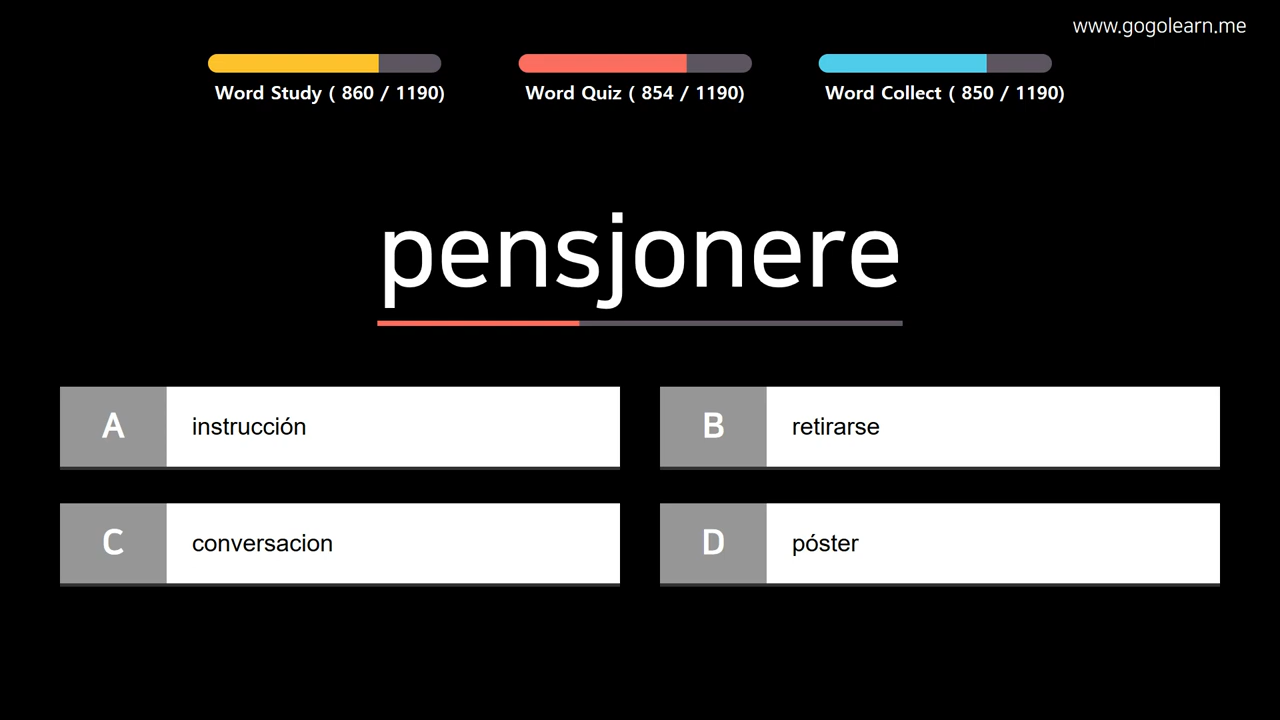 www.gogolearn.me
Word Study ( 860 / 1190)
Word Quiz ( 854 / 1190)
Word Collect ( 850 / 1190)
pensjonere
A
instrucción
B
retirarse
C
conversacion
D
póster